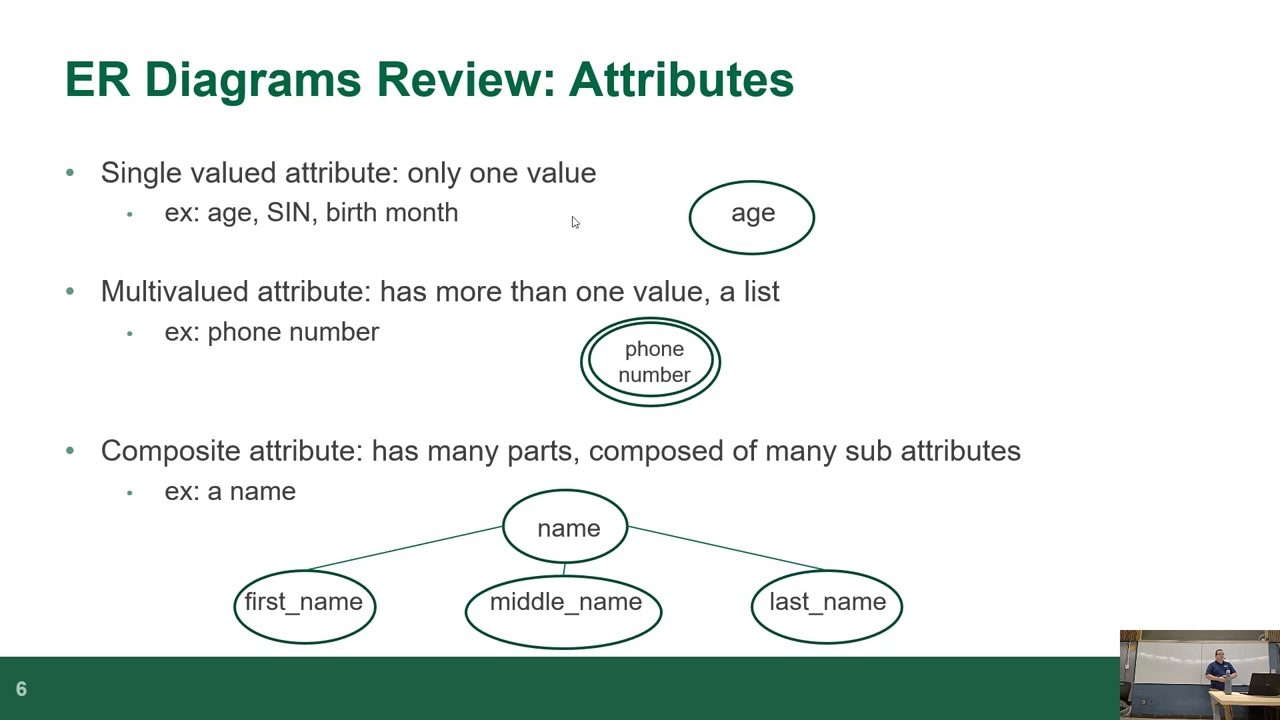 ER Diagrams Review: Attributes
• Single valued attribute: only one value
• ex: age, SIN, birth month
age
• Multivalued attribute: has more than one value, a list
• ex: phone number
phone
number
• Composite attribute: has many parts, composed of many sub attributes
• ex: a name
name
first_name
middle_name
last_name
6